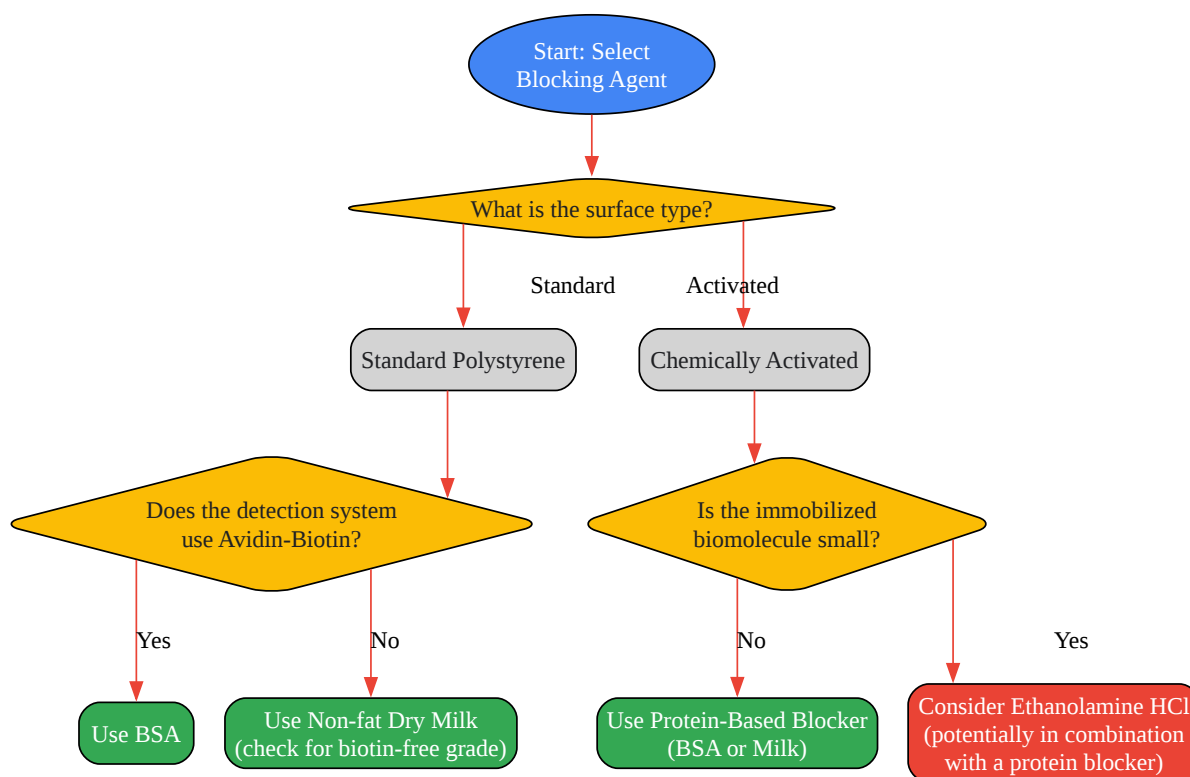 Start: Select
Blocking Agent
What is the surface type?
Standard
Activated
Standard Polystyrene
Chemically Activated
Does the detection system
use Avidin-Biotin?
Is the immobilized
biomolecule small?
Yes
No
No
Yes
Use BSA
Use Non-fat Dry Milk
(check for biotin-free grade)
Use Protein-Based Blocker
(BSA or Milk)
Consider Ethanolamine HCl
(potentially in combination
with a protein blocker)